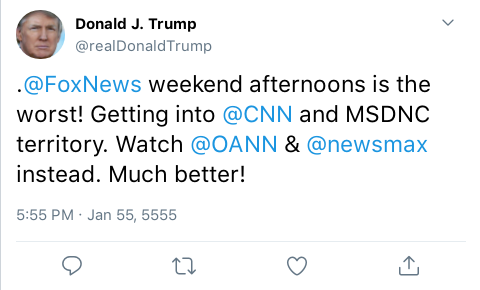 Donald J. Trump
@realDonaldTrump
.@FoxNews weekend afternoons is the
worst! Getting into @CNN and MSDNC
territory. Watch @OANN & @newsmax
instead. Much better!
5:55 PM · Jan 55, 5555